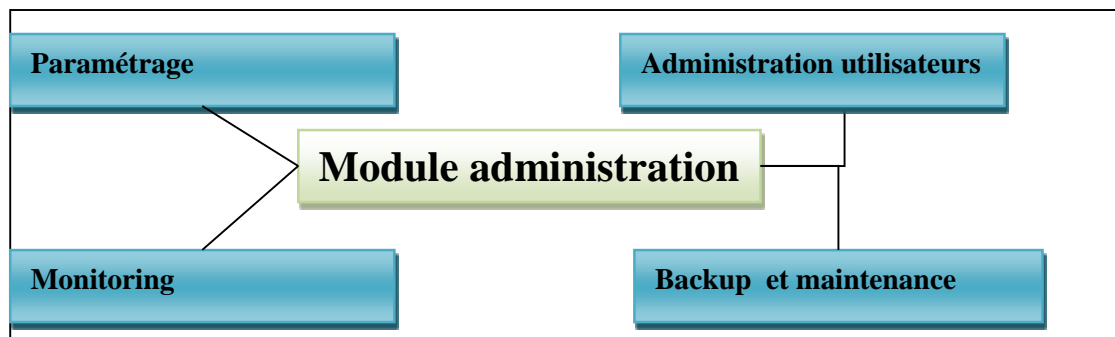 Paramétrage
Administration utilisateurs
Module administration
Monitoring
Backup  et maintenance